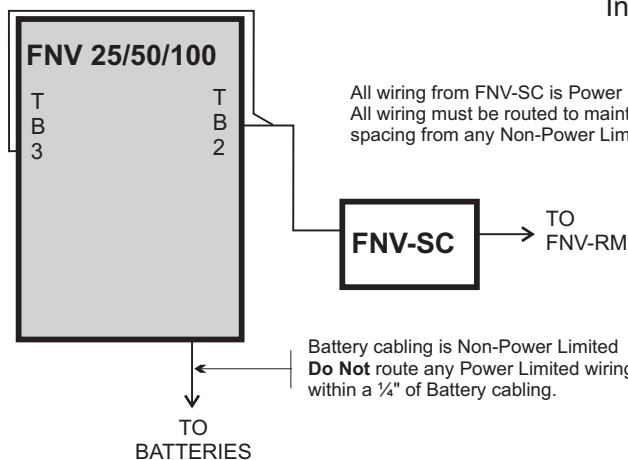 In
FNV 25/50/100
T
B
3
T
B
2
All wiring from FNV-SC is Power
All wiring must be routed to maint
spacing from any Non-Power Lim
FNV-SC
TO
FNV-RM
Battery cabling is Non-Power Limited
Do Not route any Power Limited wiring
within a ¼" of Battery cabling.
TO
BATTERIES